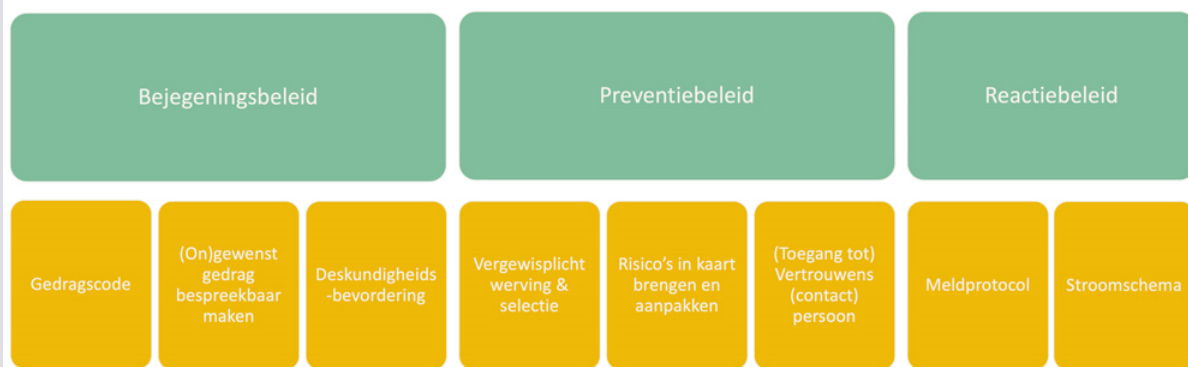 Bejegeningsbeleid
Preventiebeleid
Reactiebeleid
Gedragscode
(On)gewenst
gedrag
bespreekbaar
maken
Deskundigheids
-bevordering
Vergewisplicht
werving &
selectie
Risico's in kaart
brengen en
aanpakken
(Toegang tot)
Vertrouwens
(contact)
persoon
Meldprotocol
Stroomschema